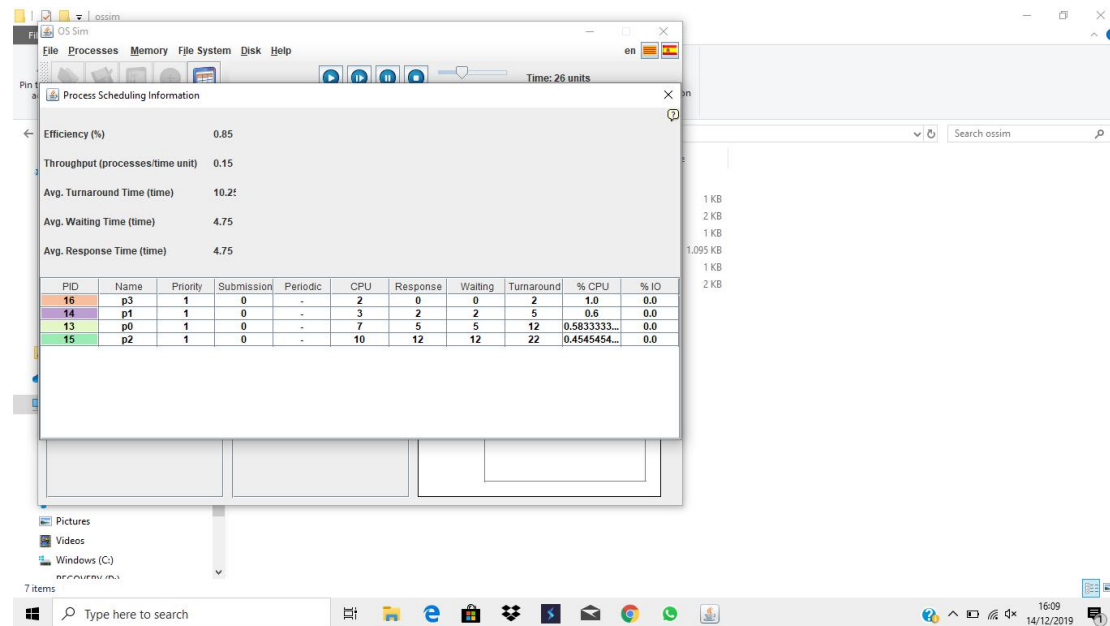 ossim
OS Sim
File Processes Memory File System Disk Help
en
Time: 26 units
Process Scheduling Information
Efficiency (%) 0.85
Throughput (processes/time unit) 0.15
Avg. Turnaround Time (time)
Avg. Waiting Time (time) 4.75
Avg. Response Time (time) 4.75
PID Name Priority Submission Periodic CPU Response Waiting Turnaround % CPU % IO
16 p3 1 0 - 2 0 0 2 1.0 0.0
14 p1 1 0 - 3 2 2 5 0.6 0.0
13 p0 1 0 - 7 5 5 12 0.5833333... 0.0
15 p2 1 0 - 10 12 12 22 0.4545454... 0.0
Search ossim
1 KB
2 KB
1 KB
1.095 KB
1 KB
2 KB
Pictures
Videos
Windows (C:)
7 items
Type here to search
16:09
14/12/2019